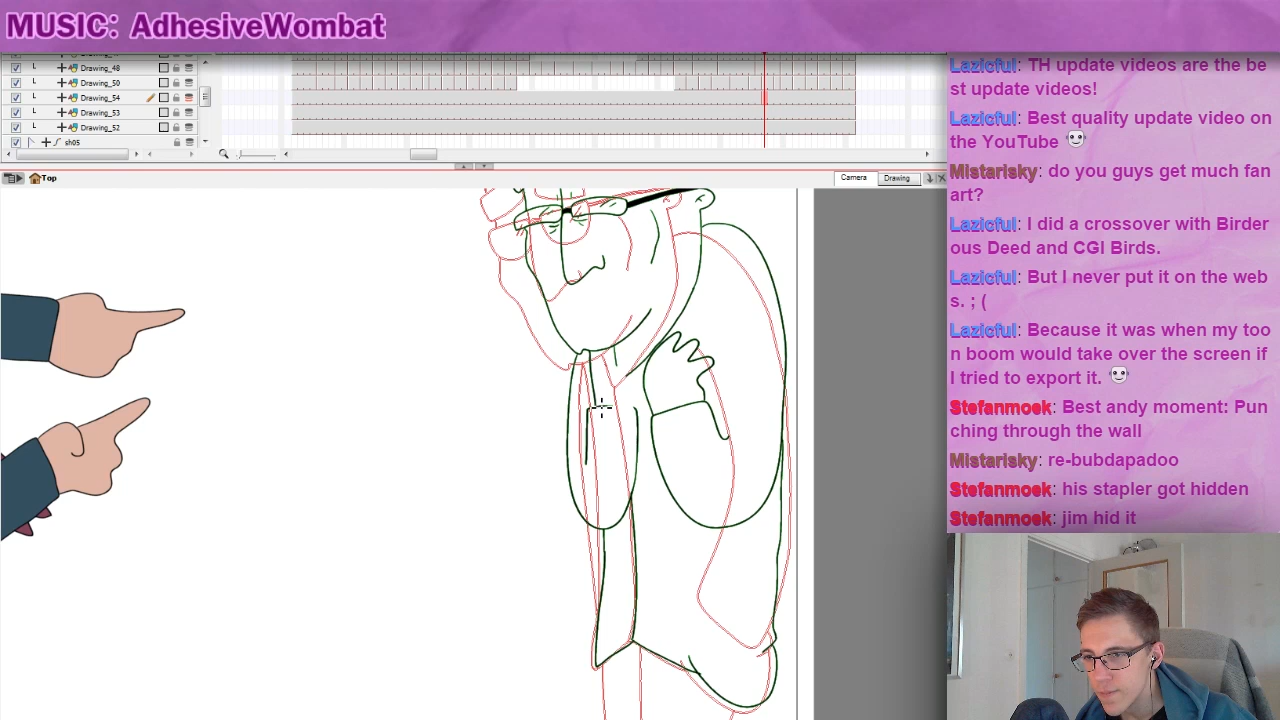 MUSIC: AdhesiveWombat
Drawing_48
Drawing_50
Drawing_54
Drawing_53
Drawing_52
sh05
Top
Camera
Drawing
Lazicful: TH update videos are the be
st update videos!
Lazicful: Best quality update video on
the YouTube
Mistarisky: do you guys get much fan
art?
Lazicful: I did a crossover with Birder
ous Deed and CGI Birds.
Lazicful: But I never put it on the web
s. ; (
Lazicful: Because it was when my too
n boom would take over the screen if
I tried to export it.
Stefanmoek: Best andy moment: Pun
ching through the wall
Mistarisky: re-bubdapadoo
Stefanmoek: his stapler got hidden
Stefanmoek: jim hid it